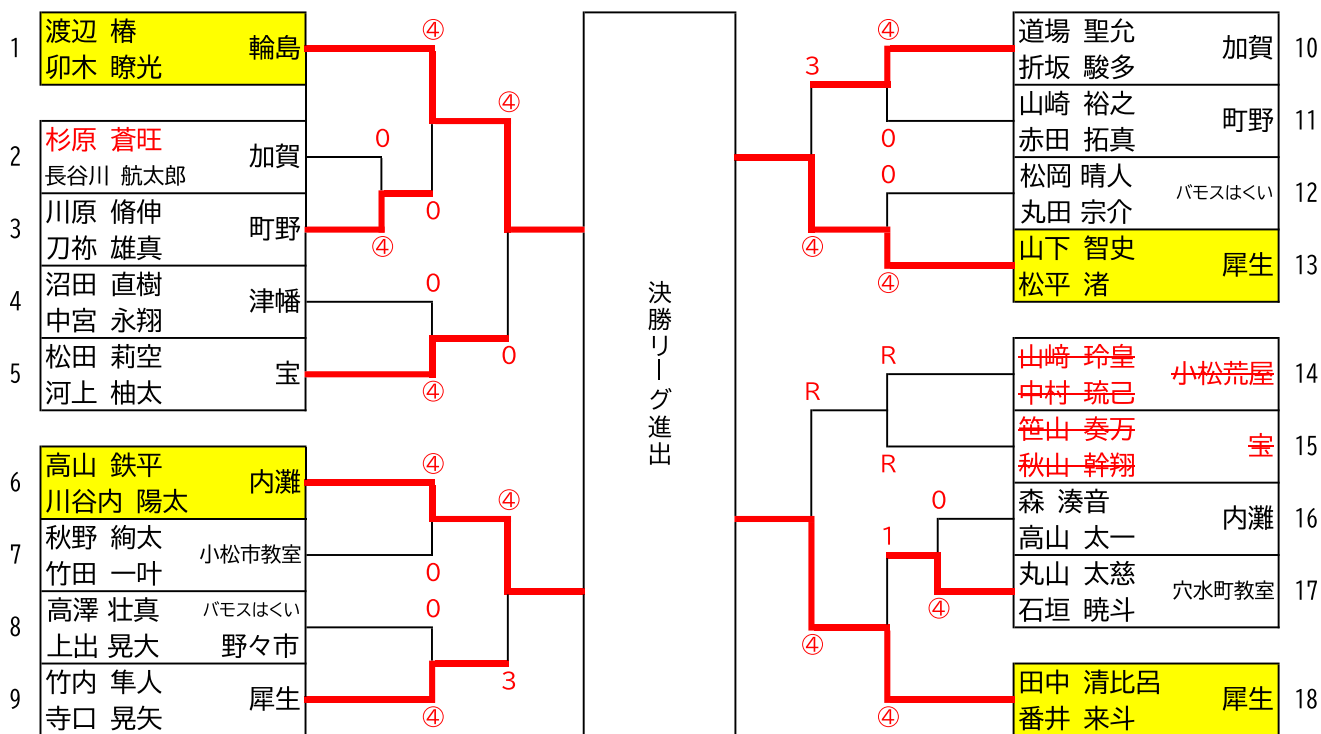 1 渡辺 椿 輪島
卯木 瞭光
2 杉原 蒼旺 加賀
長谷川 航太郎
3 川原 脩伸 町野
刀祢 雄真
4 沼田 直樹 津幡
中宮 永翔
5 松田 莉空 宝
河上 柚太
6 高山 鉄平 内灘
川谷内 陽太
7 秋野 絢太 小松市教室
竹田 一叶
8 高澤 壮真 バモスはくい
上出 晃大 野々市
9 竹内 隼人 犀生
寺口 晃矢
④
④
0
0
④
0
0
④
④
④
0
0
3
④
決勝リーグ進出
④
3
0
0
④
④
R
R
R
0
1
④
④
④
道場 聖允 加賀 10
折坂 駿多
山崎 裕之 町野 11
赤田 拓真
松岡 晴人 バモスはくい 12
丸田 宗介
山下 智史 犀生 13
松平 渚
山﨑 玲皇 小松荒屋 14
中村 琉己
笹山 奏万 宝 15
秋山 幹翔
森 湊音 内灘 16
高山 太一
丸山 太慈 穴水町教室 17
石垣 暁斗
田中 清比呂 犀生 18
番井 来斗